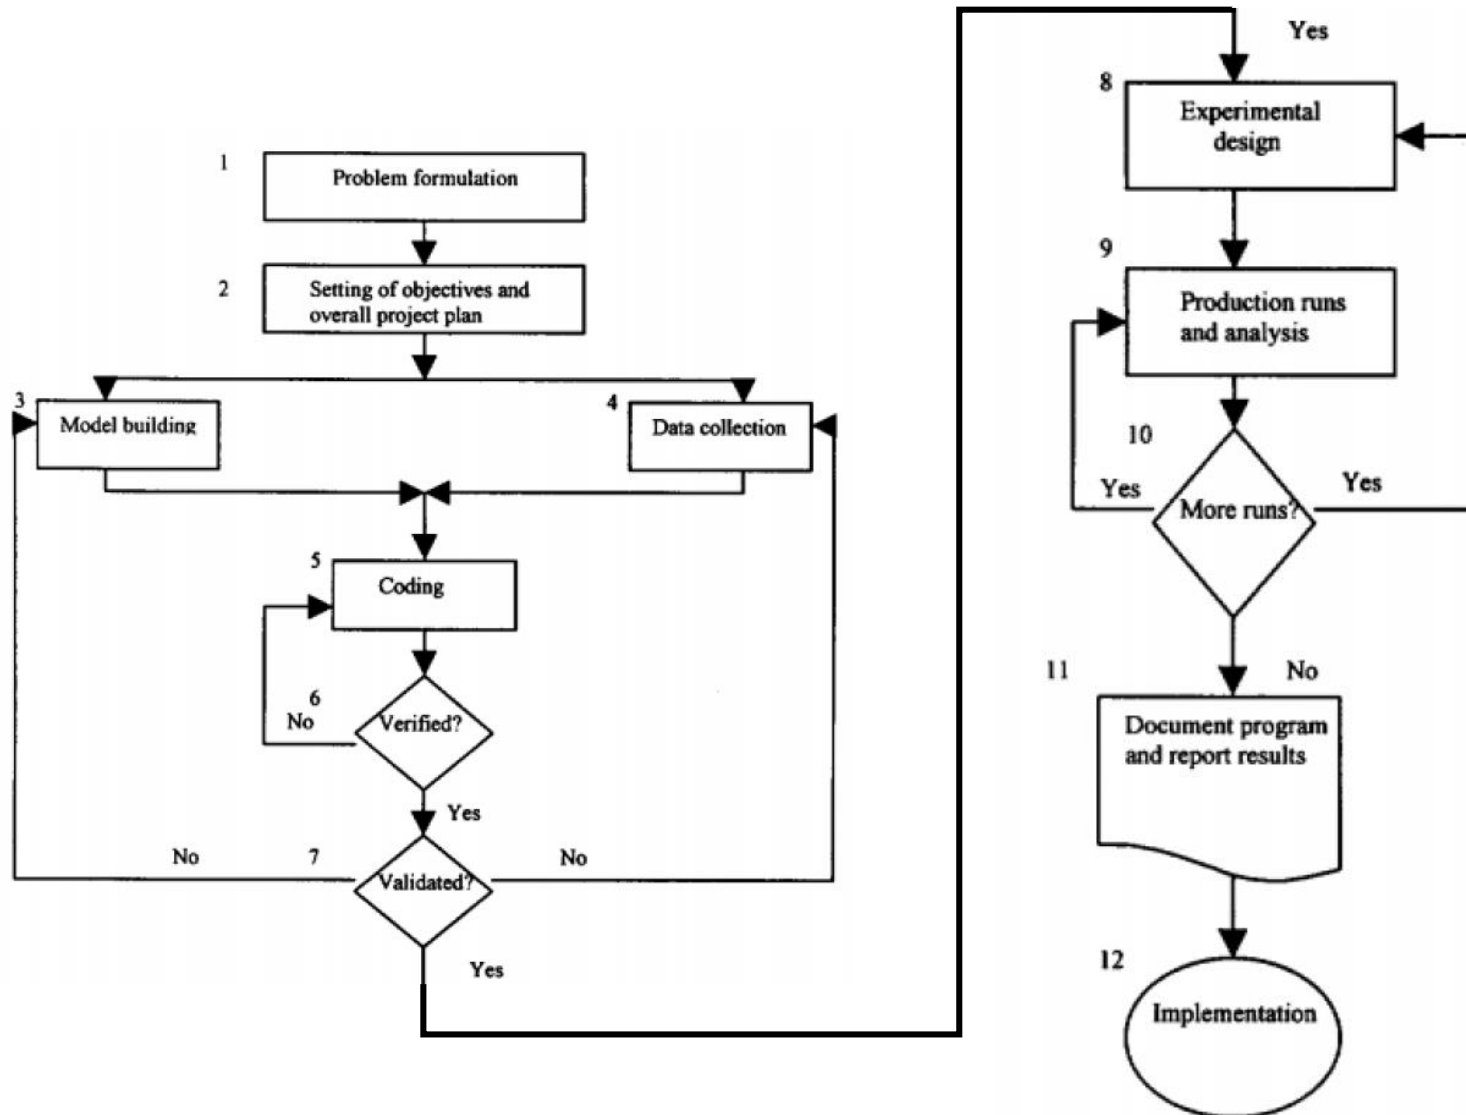 1
Problem formulation
2
Setting of objectives and
overall project plan
3
Model building
4
Data collection
5
Coding
6
No
Verified?
Yes
No
7
No
Validated?
Yes
Yes
8
Experimental
design
9
Production runs
and analysis
10
Yes
Yes
More runs?
11
No
Document program
and report results
12
Implementation